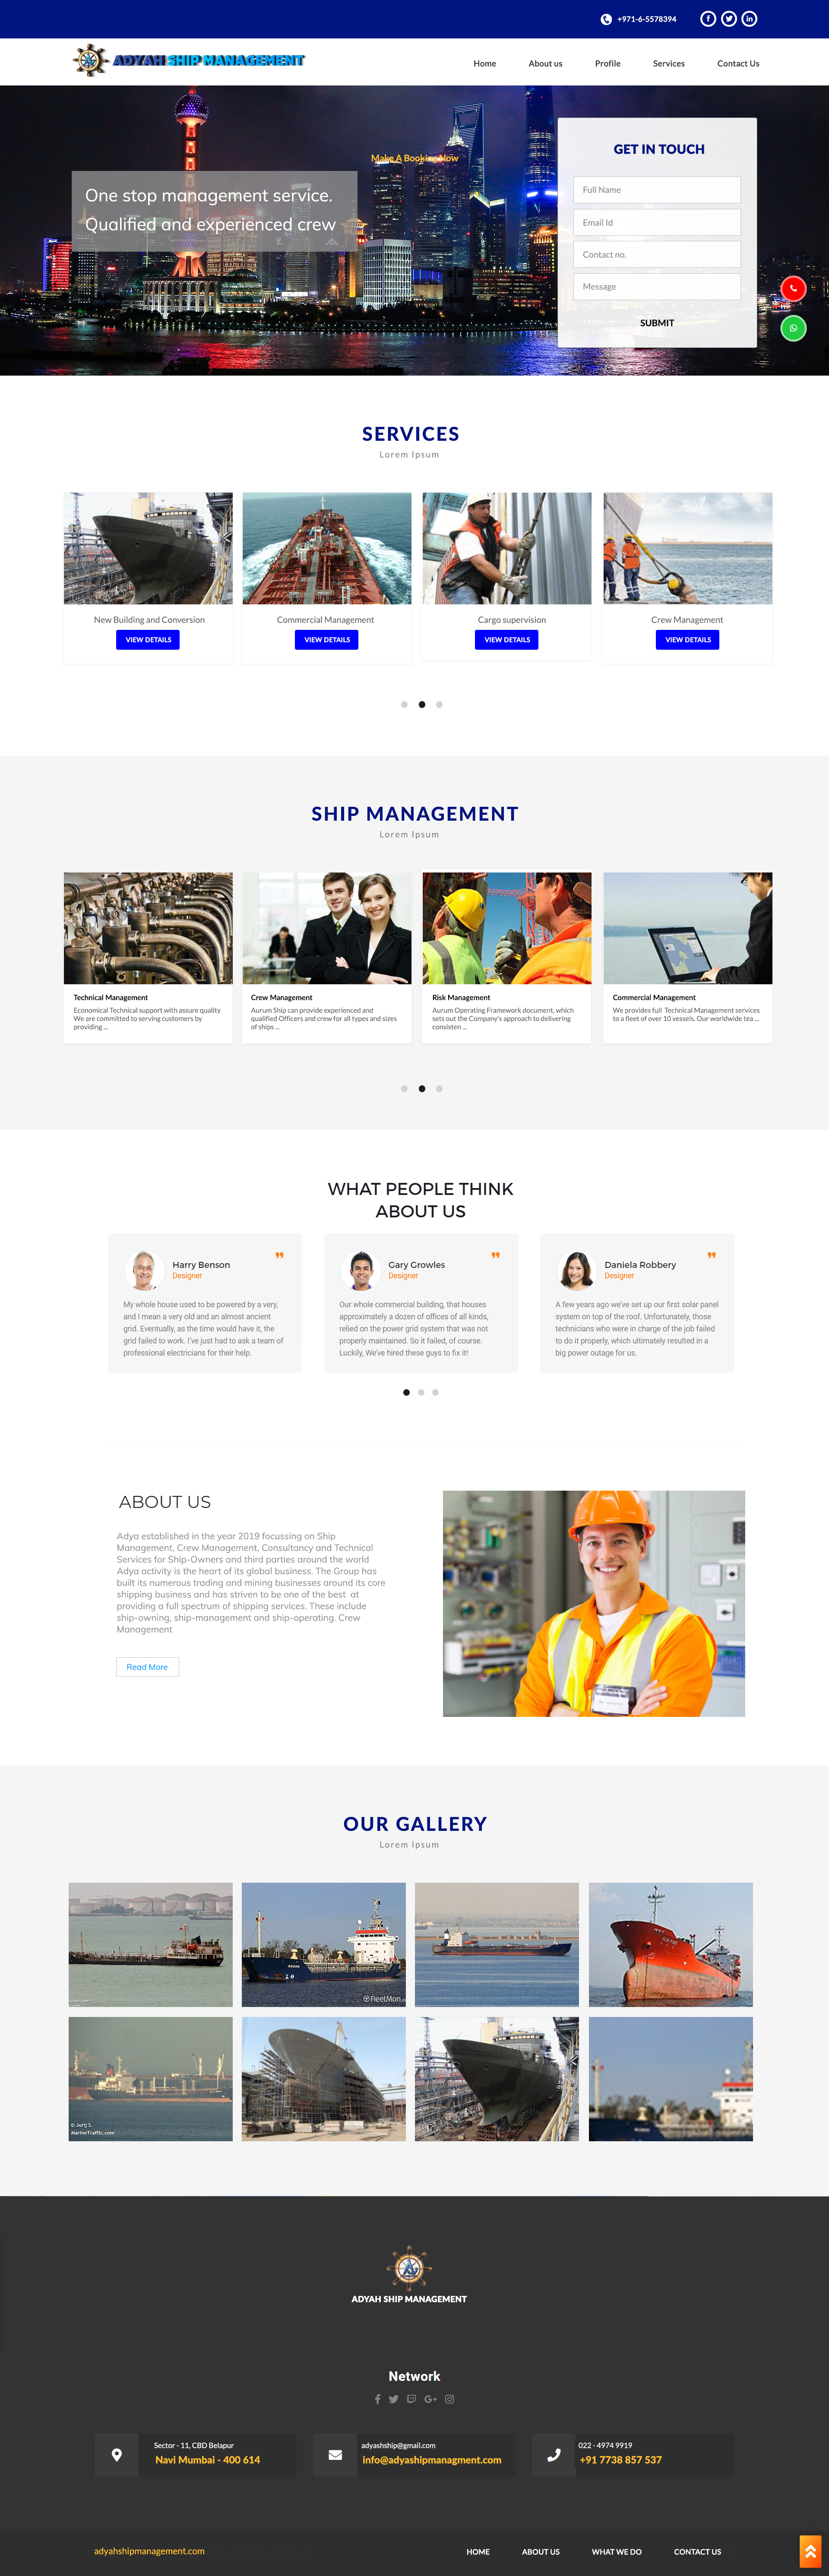 +971-6-5578394
ADYAH SHIP MANAGEMENT
Home About us Profile Services Contact Us
Make A Booking Now
One stop management service.
Qualified and experienced crew
GET IN TOUCH
Full Name
Email Id
Contact no.
Message
SUBMIT
SERVICES
Lorem Ipsum
New Building and Conversion
VIEW DETAILS
Commercial Management
VIEW DETAILS
Cargo supervision
VIEW DETAILS
Crew Management
VIEW DETAILS
SHIP MANAGEMENT
Lorem Ipsum
Technical Management
Economical Technical support with assure quality
We are committed to serving customers by
providing ...
Crew Management
Aurum Ship can provide experienced and
qualified Officers and crew for all types and sizes
of ships ...
Risk Management
Aurum Operating Framework document, which
sets out the Company's approach to delivering
consisten ...
Commercial Management
We provides full Technical Management services
to a fleet of over 10 vessels. Our worldwide tea ...
WHAT PEOPLE THINK
ABOUT US
Harry Benson
Designer
My whole house used to be powered by a very,
and I mean a very old and an almost ancient
grid. Eventually, as the time would have it, the
grid failed to work. I've just had to ask a team of
professional electricians for their help.
Gary Growles
Designer
Our whole commercial building, that houses
approximately a dozen of offices of all kinds,
relied on the power grid system that was not
properly maintained. So it failed, of course.
Luckily, We've hired these guys to fix it!
Daniela Robbery
Designer
A few years ago we've set up our first solar panel
system on top of the roof. Unfortunately, those
technicians who were in charge of the job failed
to do it properly, which ultimately resulted in a
big power outage for us.
ABOUT US
Adya established in the year 2019 focussing on Ship
Management, Crew Management, Consultancy and Technical
Services for Ship-Owners and third parties around the world
Adya activity is the heart of its global business. The Group has
built its numerous trading and mining businesses around its core
shipping business and has striven to be one of the best at
providing a full spectrum of shipping services. These include
ship-owning, ship-management and ship-operating. Crew
Management
Read More
OUR GALLERY
Lorem Ipsum
FleetMon
© Jurij S.
MarineTraffic.com
ADYAH SHIP MANAGEMENT
Network
Sector - 11, CBD Belapur
Navi Mumbai - 400 614
adyashship@gmail.com
info@adyashipmanagment.com
022 - 4974 9919
+91 7738 857 537
adyahshipmanagement.com
HOME ABOUT US WHAT WE DO CONTACT US